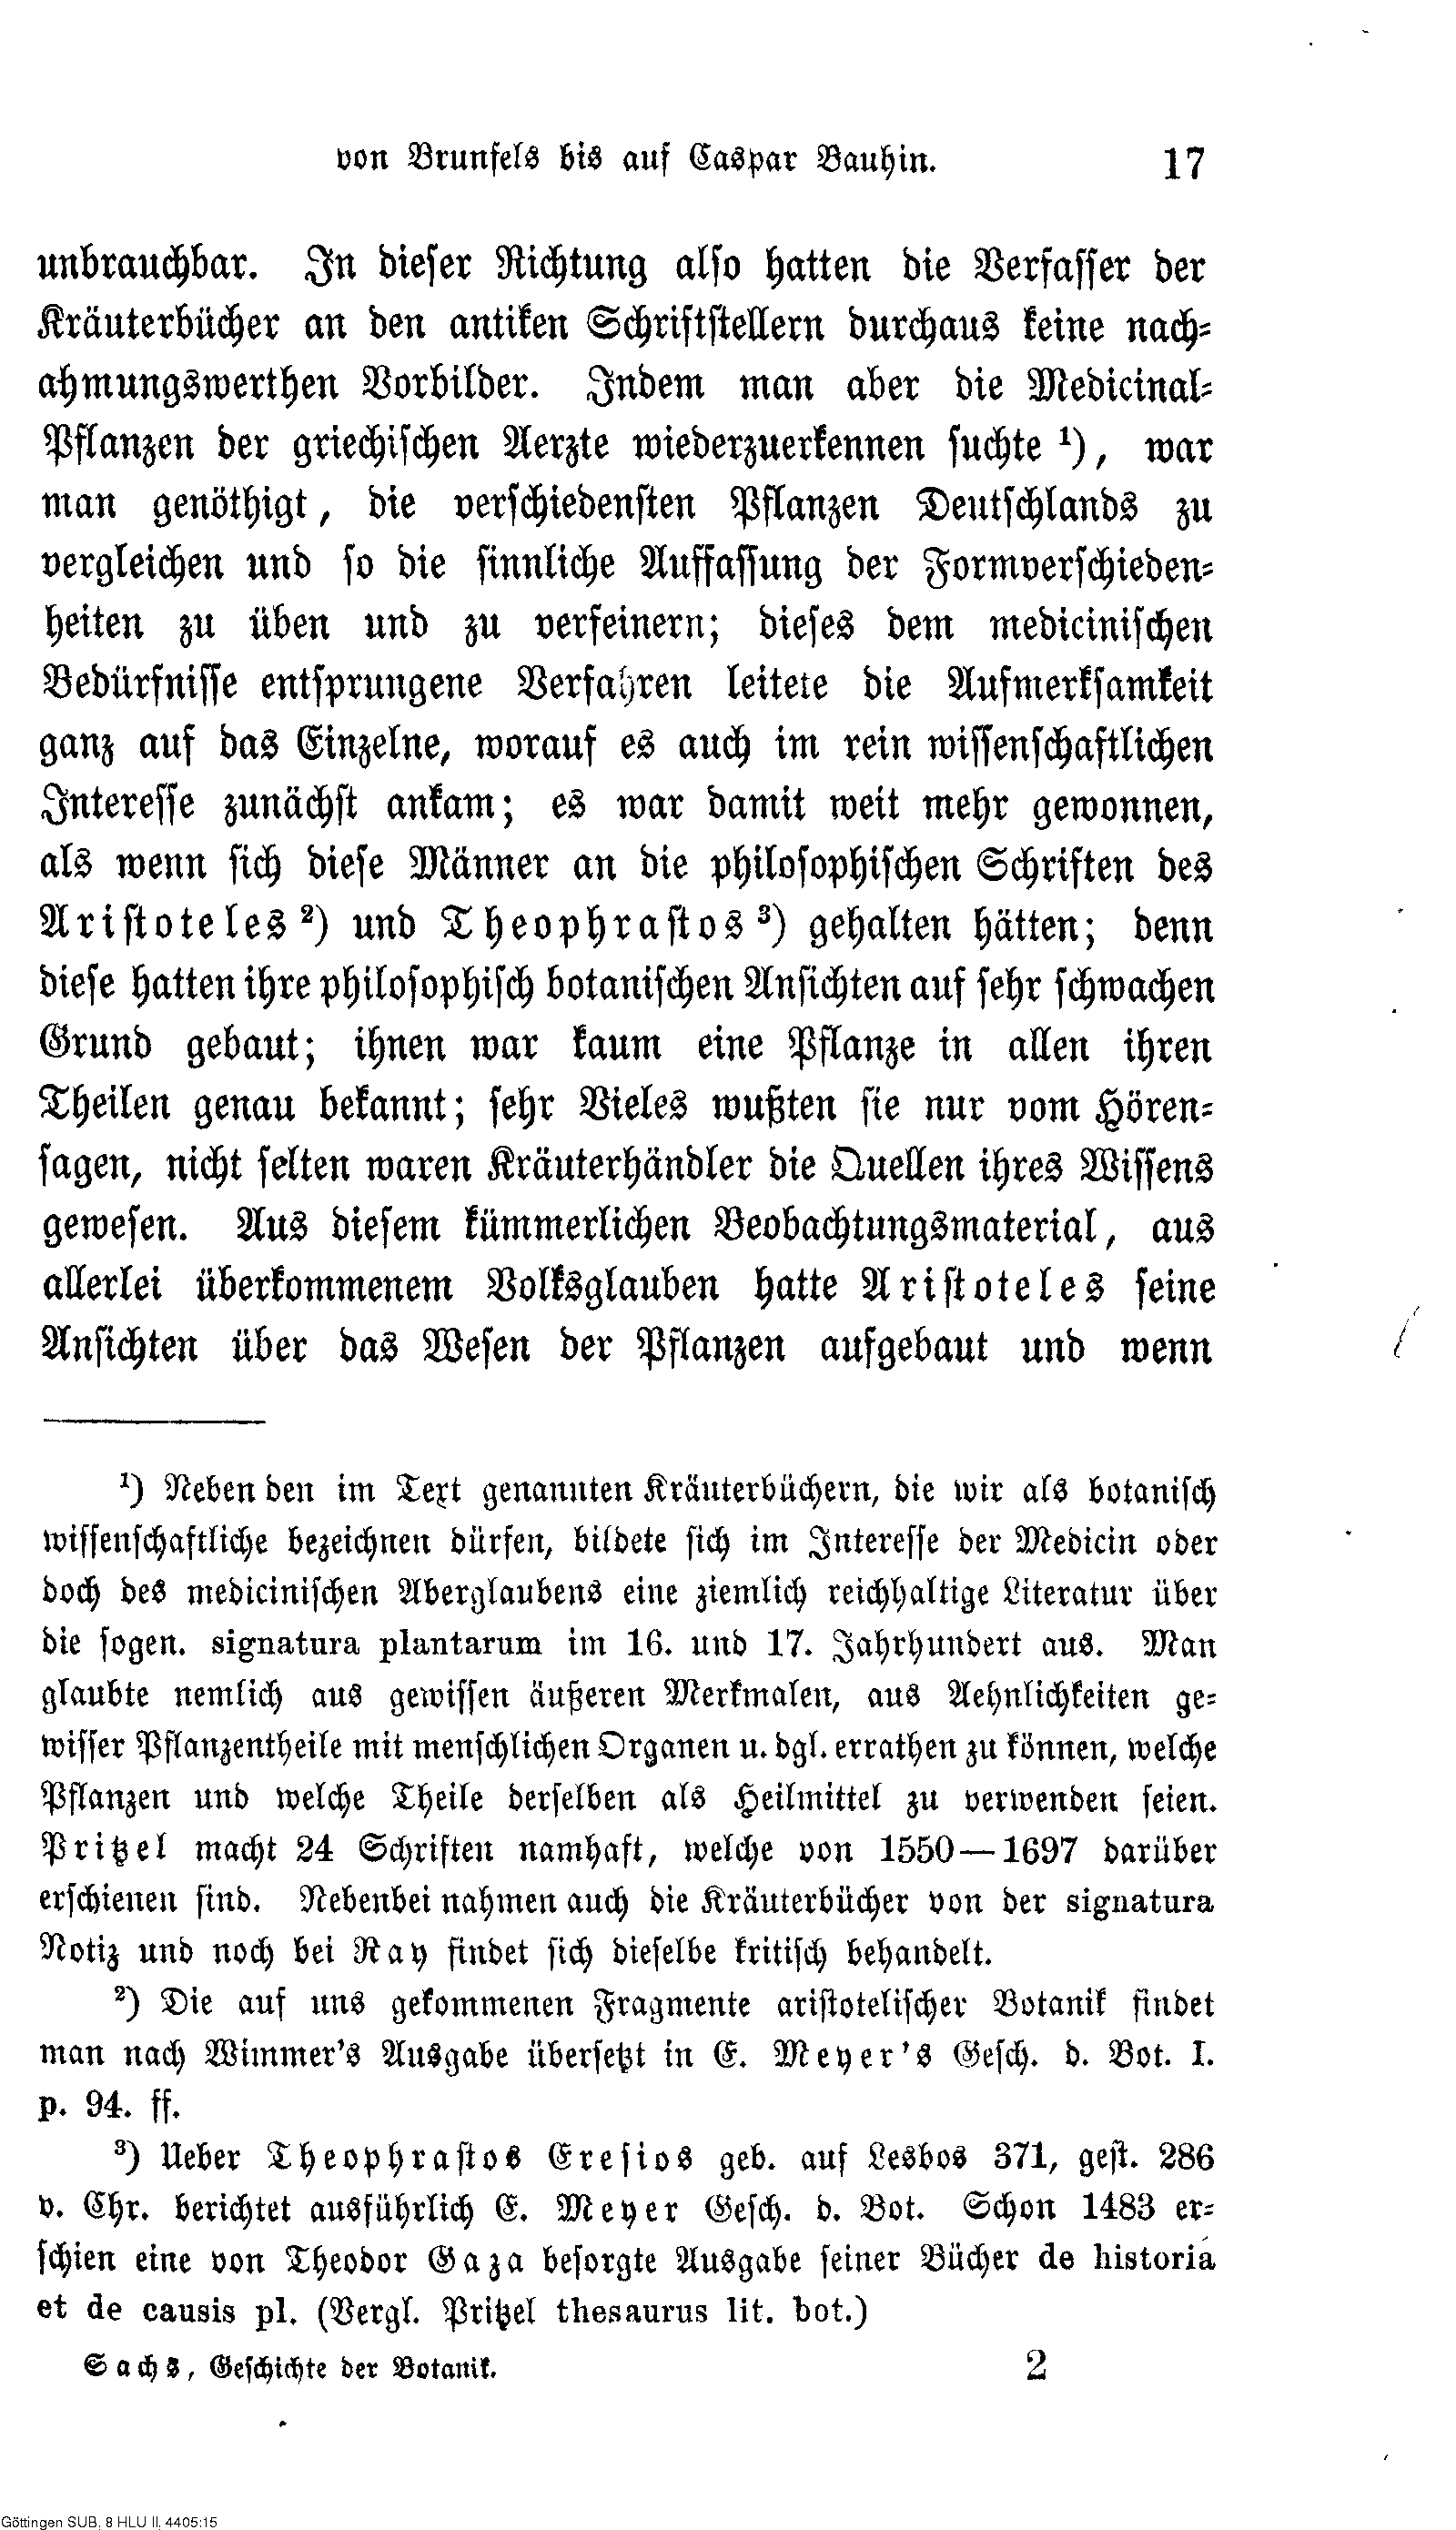 von Brunfels bis auf Caspar Bauhin. 17
unbrauchbar. In dieser Richtung also hatten die Verfasser der
Kräuterbücher an den antiken Schriftstellern durchaus keine nach-
ahmungswerthen Vorbilder. Indem man aber die Medicinal-
Pflanzen der griechischen Aerzte wiederzuerkennen suchte ¹), war
man genöthigt, die verschiedensten Pflanzen Deutschlands zu
vergleichen und so die sinnliche Auffassung der Formverschieden-
heiten zu üben und zu verfeinern; dieses dem medicinischen
Bedürfnisse entsprungene Verfahren leitete die Aufmerksamkeit
ganz auf das Einzelne, worauf es auch im rein wissenschaftlichen
Interesse zunächst ankam; es war damit weit mehr gewonnen,
als wenn sich diese Männer an die philosophischen Schriften des
Aristoteles ²) und Theophrastos ³) gehalten hätten; denn
diese hatten ihre philosophisch botanischen Ansichten auf sehr schwachen
Grund gebaut; ihnen war kaum eine Pflanze in allen ihren
Theilen genau bekannt; sehr Vieles wußten sie nur vom Hören-
sagen, nicht selten waren Kräuterhändler die Quellen ihres Wissens
gewesen. Aus diesem kümmerlichen Beobachtungsmaterial, aus
allerlei überkommenem Volksglauben hatte Aristoteles seine
Ansichten über das Wesen der Pflanzen aufgebaut und wenn
¹) Neben den im Text genannten Kräuterbüchern, die wir als botanisch
wissenschaftliche bezeichnen dürfen, bildete sich im Interesse der Medicin oder
doch des medicinischen Aberglaubens eine ziemlich reichhaltige Literatur über
die sogen. signatura plantarum im 16. und 17. Jahrhundert aus. Man
glaubte nemlich aus gewissen äußeren Merkmalen, aus Aehnlichkeiten ge-
wisser Pflanzentheile mit menschlichen Organen u. dgl. errathen zu können, welche
Pflanzen und welche Theile derselben als Heilmittel zu verwenden seien.
Pritzel macht 24 Schriften namhaft, welche von 1550—1697 darüber
erschienen sind. Nebenbei nahmen auch die Kräuterbücher von der signatura
Notiz und noch bei Ray findet sich dieselbe kritisch behandelt.
²) Die auf uns gekommenen Fragmente aristotelischer Botanik findet
man nach Wimmer's Ausgabe übersetzt in E. Meyer's Gesch. d. Bot. I.
p. 94. ff.
³) Ueber Theophrastos Eresios geb. auf Lesbos 371, gest. 286
v. Chr. berichtet ausführlich E. Meyer Gesch. d. Bot. Schon 1483 er-
schien eine von Theodor Gaza besorgte Ausgabe seiner Bücher de historia
et de causis pl. (Vergl. Pritzel thesaurus lit. bot.)
Sachs, Geschichte der Botanik. 2
Göttingen SUB, 8 HLU II, 4405:15